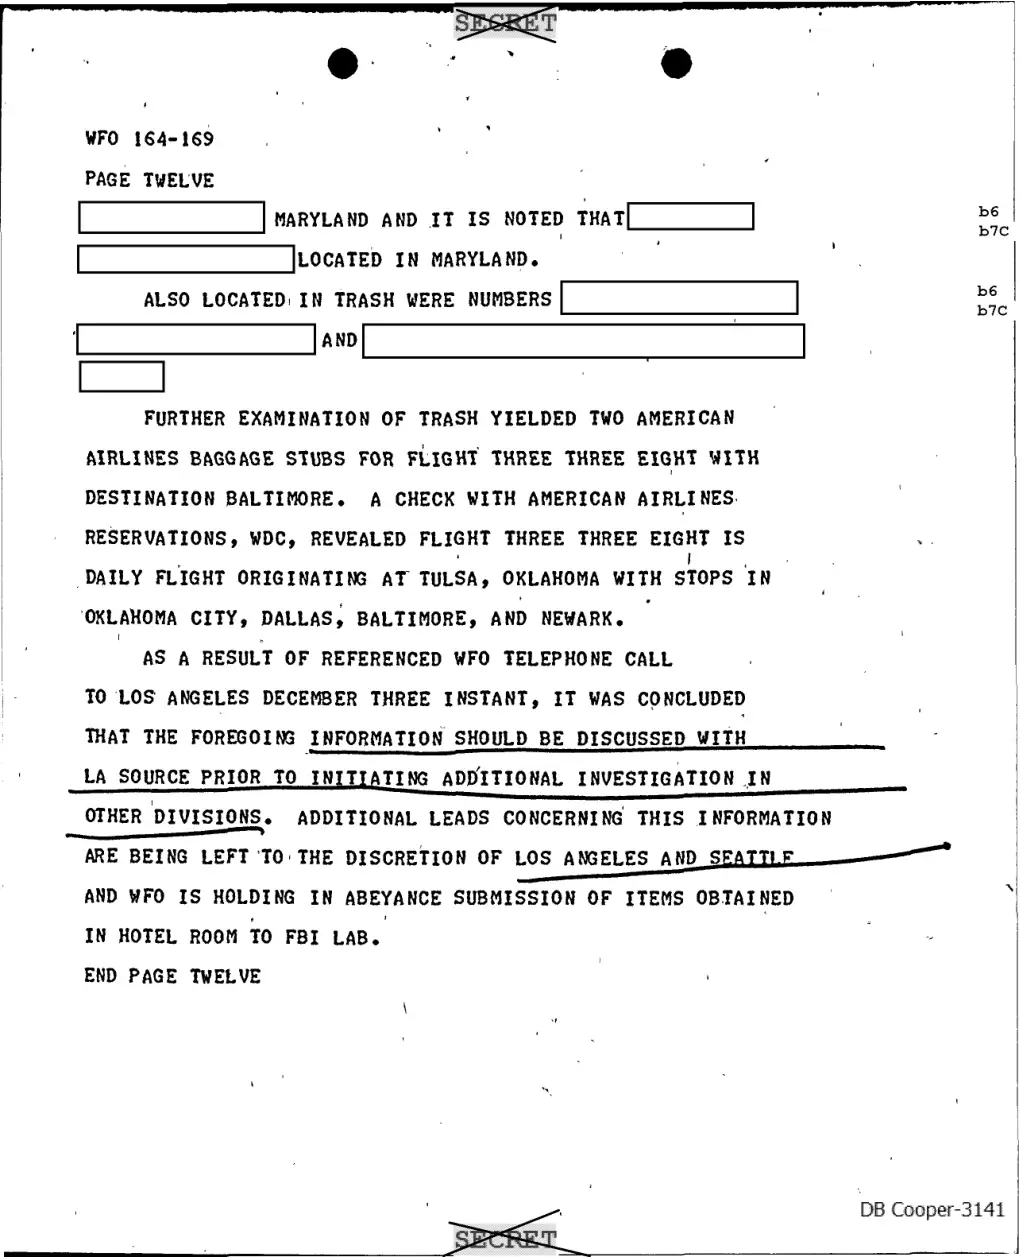 SECRET
WFO 164-169
PAGE TWELVE
MARYLAND AND IT IS NOTED THAT
b6
b7C
LOCATED IN MARYLAND.
ALSO LOCATED IN TRASH WERE NUMBERS
b6
b7C
AND
FURTHER EXAMINATION OF TRASH YIELDED TWO AMERICAN
AIRLINES BAGGAGE STUBS FOR FLIGHT THREE THREE EIGHT WITH
DESTINATION BALTIMORE. A CHECK WITH AMERICAN AIRLINES
RESERVATIONS, WDC, REVEALED FLIGHT THREE THREE EIGHT IS
DAILY FLIGHT ORIGINATING AT TULSA, OKLAHOMA WITH STOPS IN
OKLAHOMA CITY, DALLAS, BALTIMORE, AND NEWARK.
AS A RESULT OF REFERENCED WFO TELEPHONE CALL
TO LOS ANGELES DECEMBER THREE INSTANT, IT WAS CONCLUDED
THAT THE FOREGOING INFORMATION SHOULD BE DISCUSSED WITH
LA SOURCE PRIOR TO INITIATING ADDITIONAL INVESTIGATION IN
OTHER DIVISIONS. ADDITIONAL LEADS CONCERNING THIS INFORMATION
ARE BEING LEFT TO THE DISCRETION OF LOS ANGELES AND SEATTLE
AND WFO IS HOLDING IN ABEYANCE SUBMISSION OF ITEMS OBTAINED
IN HOTEL ROOM TO FBI LAB.
END PAGE TWELVE
DB Cooper-3141
SECRET